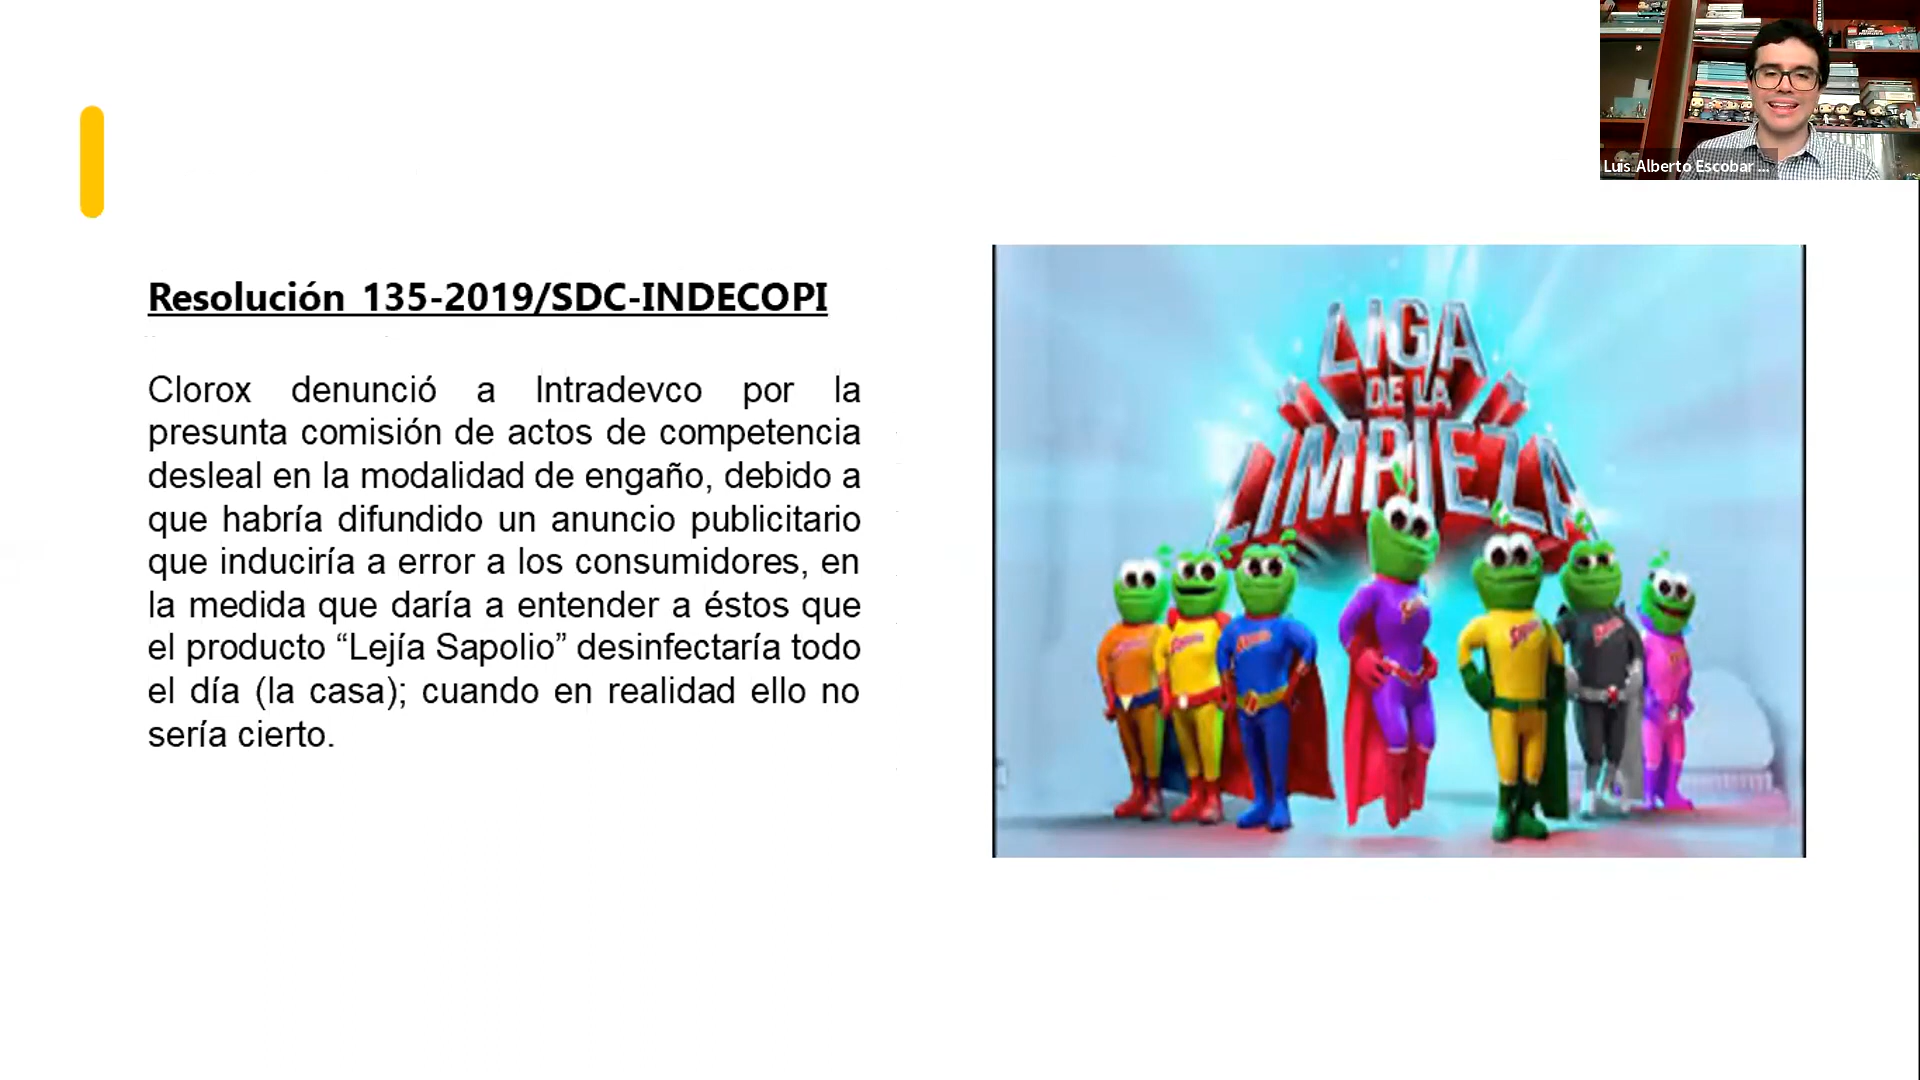 Luis Alberto Escobar ...
Resolución 135-2019/SDC-INDECOPI
Clorox denunció a Intradevco por la
presunta comisión de actos de competencia
desleal en la modalidad de engaño, debido a
que habría difundido un anuncio publicitario
que induciría a error a los consumidores, en
la medida que daría a entender a éstos que
el producto “Lejía Sapolio” desinfectaría todo
el día (la casa); cuando en realidad ello no
sería cierto.
LIGA
DE LA
LIMPIEZA